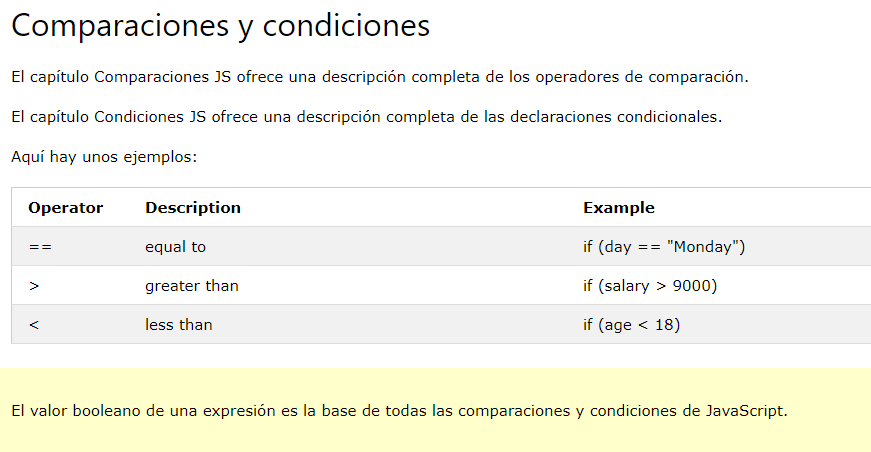 Comparaciones y condiciones
El capítulo Comparaciones JS ofrece una descripción completa de los operadores de comparación.
El capítulo Condiciones JS ofrece una descripción completa de las declaraciones condicionales.
Aquí hay unos ejemplos:
Operator Description Example
== equal to if (day == "Monday")
> greater than if (salary > 9000)
< less than if (age < 18)
El valor booleano de una expresión es la base de todas las comparaciones y condiciones de JavaScript.